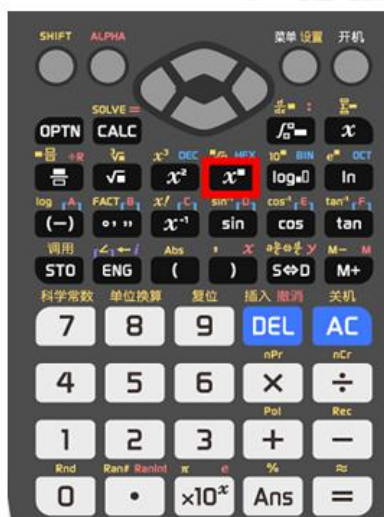 SHIFT ALPHA 菜单 设置 开机
SOLVE = :
OPTN CALC x
x³ DEC HEX 10■ BIN e■ OCT
√■ x² x■ log■□ ln
log A FACT B x! C sin⁻¹ D cos⁻¹ E tan⁻¹ F
(−) ° ’ ’’ x⁻¹ sin cos tan
调用 ∠ ← i Abs , x y M− M
STO ENG ( ) S⇔D M+
科学常数 单位换算 复位 插入 撤消 关机
7 8 9 DEL AC
nPr nCr
4 5 6 × ÷
Pol Rec
1 2 3 + −
Rnd Ran# RanInt π e % ≈
0 • ×10ˣ Ans =